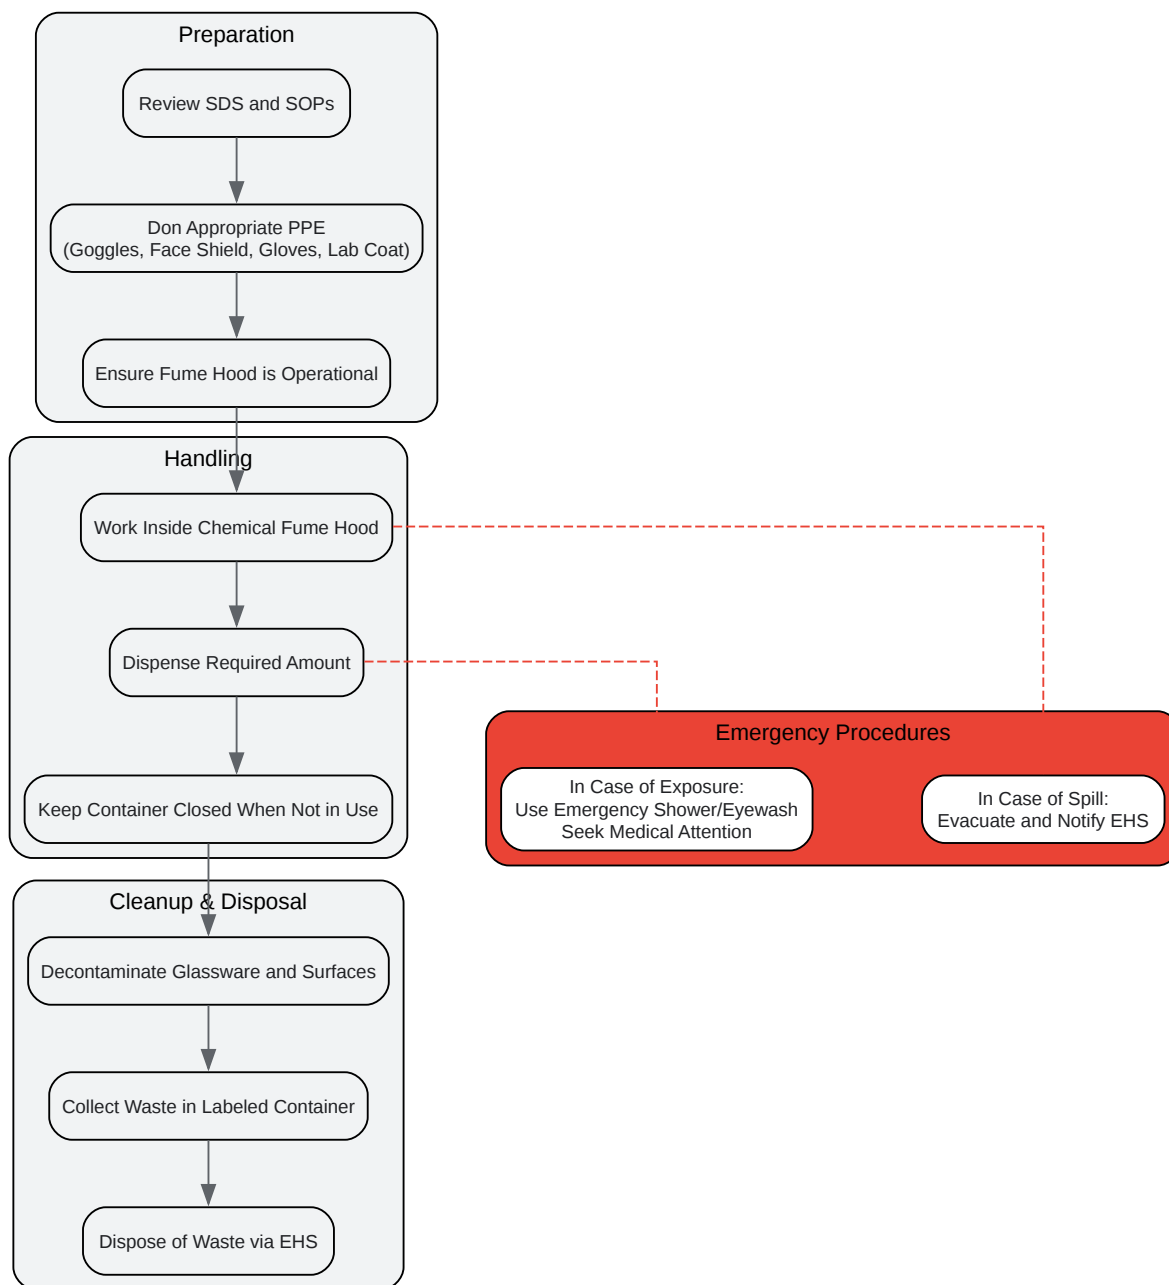 Preparation
Review SDS and SOPs
Don Appropriate PPE
(Goggles, Face Shield, Gloves, Lab Coat)
Ensure Fume Hood is Operational
Handling
Work Inside Chemical Fume Hood
Dispense Required Amount
Keep Container Closed When Not in Use
Emergency Procedures
In Case of Exposure:
Use Emergency Shower/Eyewash
Seek Medical Attention
In Case of Spill:
Evacuate and Notify EHS
Cleanup & Disposal
Decontaminate Glassware and Surfaces
Collect Waste in Labeled Container
Dispose of Waste via EHS